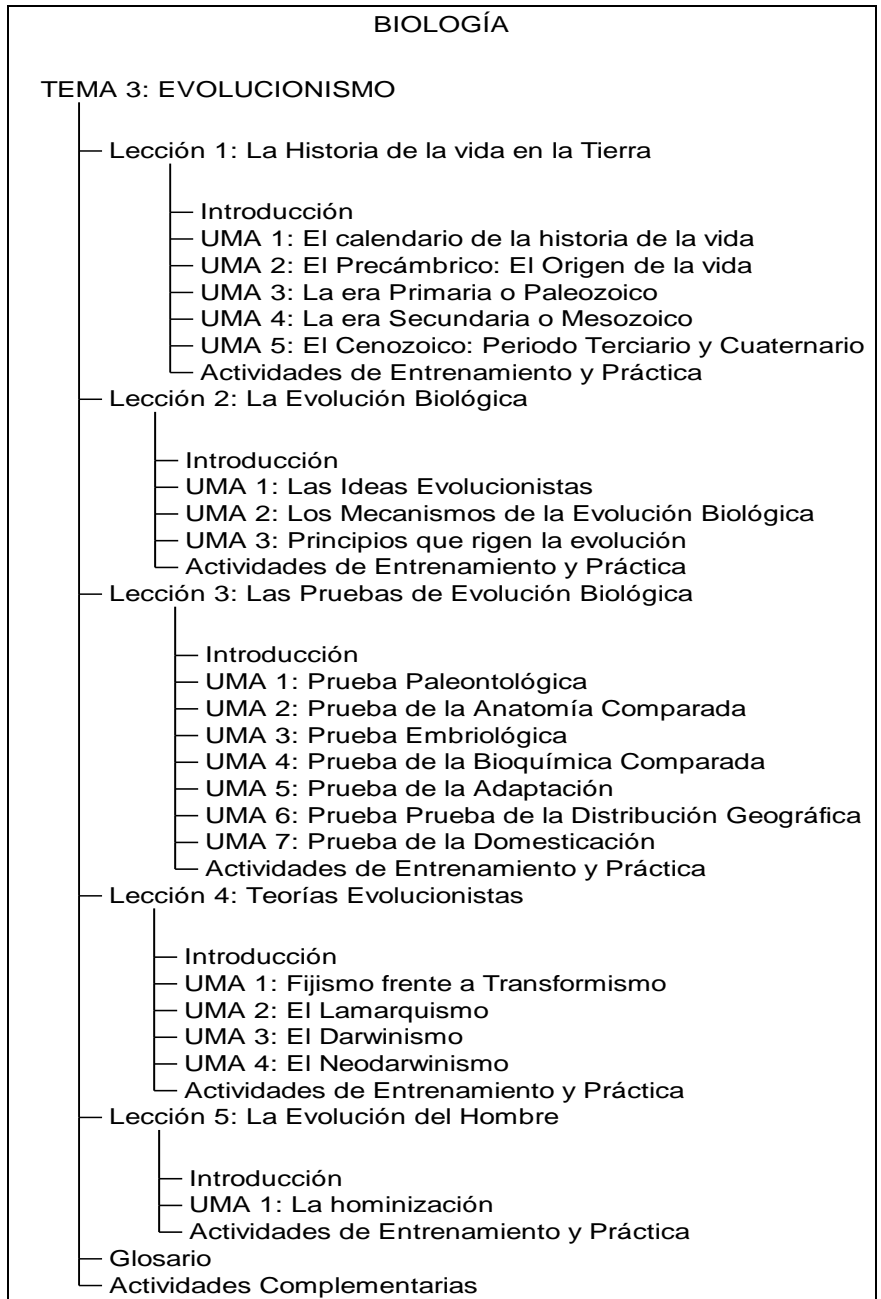 BIOLOGÍA
TEMA 3: EVOLUCIONISMO
Lección 1: La Historia de la vida en la Tierra
Introducción
UMA 1: El calendario de la historia de la vida
UMA 2: El Precámbrico: El Origen de la vida
UMA 3: La era Primaria o Paleozoico
UMA 4: La era Secundaria o Mesozoico
UMA 5: El Cenozoico: Periodo Terciario y Cuaternario
Actividades de Entrenamiento y Práctica
Lección 2: La Evolución Biológica
Introducción
UMA 1: Las Ideas Evolucionistas
UMA 2: Los Mecanismos de la Evolución Biológica
UMA 3: Principios que rigen la evolución
Actividades de Entrenamiento y Práctica
Lección 3: Las Pruebas de Evolución Biológica
Introducción
UMA 1: Prueba Paleontológica
UMA 2: Prueba de la Anatomía Comparada
UMA 3: Prueba Embriológica
UMA 4: Prueba de la Bioquímica Comparada
UMA 5: Prueba de la Adaptación
UMA 6: Prueba Prueba de la Distribución Geográfica
UMA 7: Prueba de la Domesticación
Actividades de Entrenamiento y Práctica
Lección 4: Teorías Evolucionistas
Introducción
UMA 1: Fijismo frente a Transformismo
UMA 2: El Lamarquismo
UMA 3: El Darwinismo
UMA 4: El Neodarwinismo
Actividades de Entrenamiento y Práctica
Lección 5: La Evolución del Hombre
Introducción
UMA 1: La hominización
Actividades de Entrenamiento y Práctica
Glosario
Actividades Complementarias